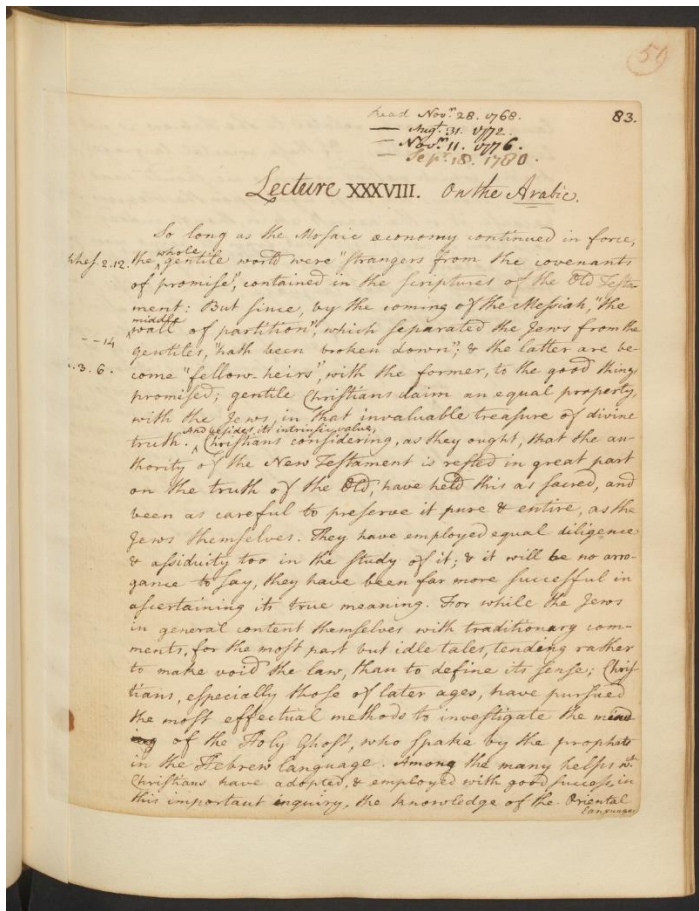 59
83.
Read Nov.r 28. 1768.
— Augt. 31. 1772.
— Nov.r 11. 1776.
— Sep.r 18. 1780.
Lecture XXXVIII. On the Arabic.
So long as the Mosaic œconomy continued in force,
Ephes 2.12. the whole gentile world were "strangers from the covenants
of promise", contained in the scriptures of the Old Testa-
ment: But since, by the coming of the Messiah, "the
middle wall of partition", which separated the Jews from the
- - 14 gentiles, "hath been broken down"; & the latter are be-
. 3. 6. come "fellow-heirs", with the former, to the good things
promised; gentile Christians claim an equal property,
with the Jews, in that invaluable treasure of divine
truth. And besides, its intrinsic value, Christians considering, as they ought, that the au-
thority of the New Testament is rested in great part
on the truth of the Old, have held this as sacred, and
been as careful to preserve it pure & entire, as the
Jews themselves. They have employed equal diligence
& assiduity too in the study of it; & it will be no arro-
gance to say, they have been far more successful in
ascertaining its true meaning. For while the Jews
in general content themselves with traditionary com-
ments, for the most part but idle tales, tending rather
to make void the law, than to define its sense; Chris-
tians, especially those of later ages, have pursued
the most effectual methods to investigate the mind
of the Holy Ghost, who spake by the prophets
in the Hebrew language. Among the many helps wt.
Christians have adopted, & employed with good success, in
this important inquiry, the knowledge of the Oriental
languages